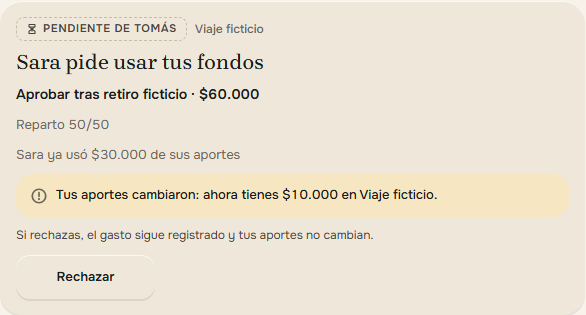 PENDIENTE DE TOMÁS Viaje ficticio
Sara pide usar tus fondos
Aprobar tras retiro ficticio · $60.000
Reparto 50/50
Sara ya usó $30.000 de sus aportes
Tus aportes cambiaron: ahora tienes $10.000 en Viaje ficticio.
Si rechazas, el gasto sigue registrado y tus aportes no cambian.
Rechazar